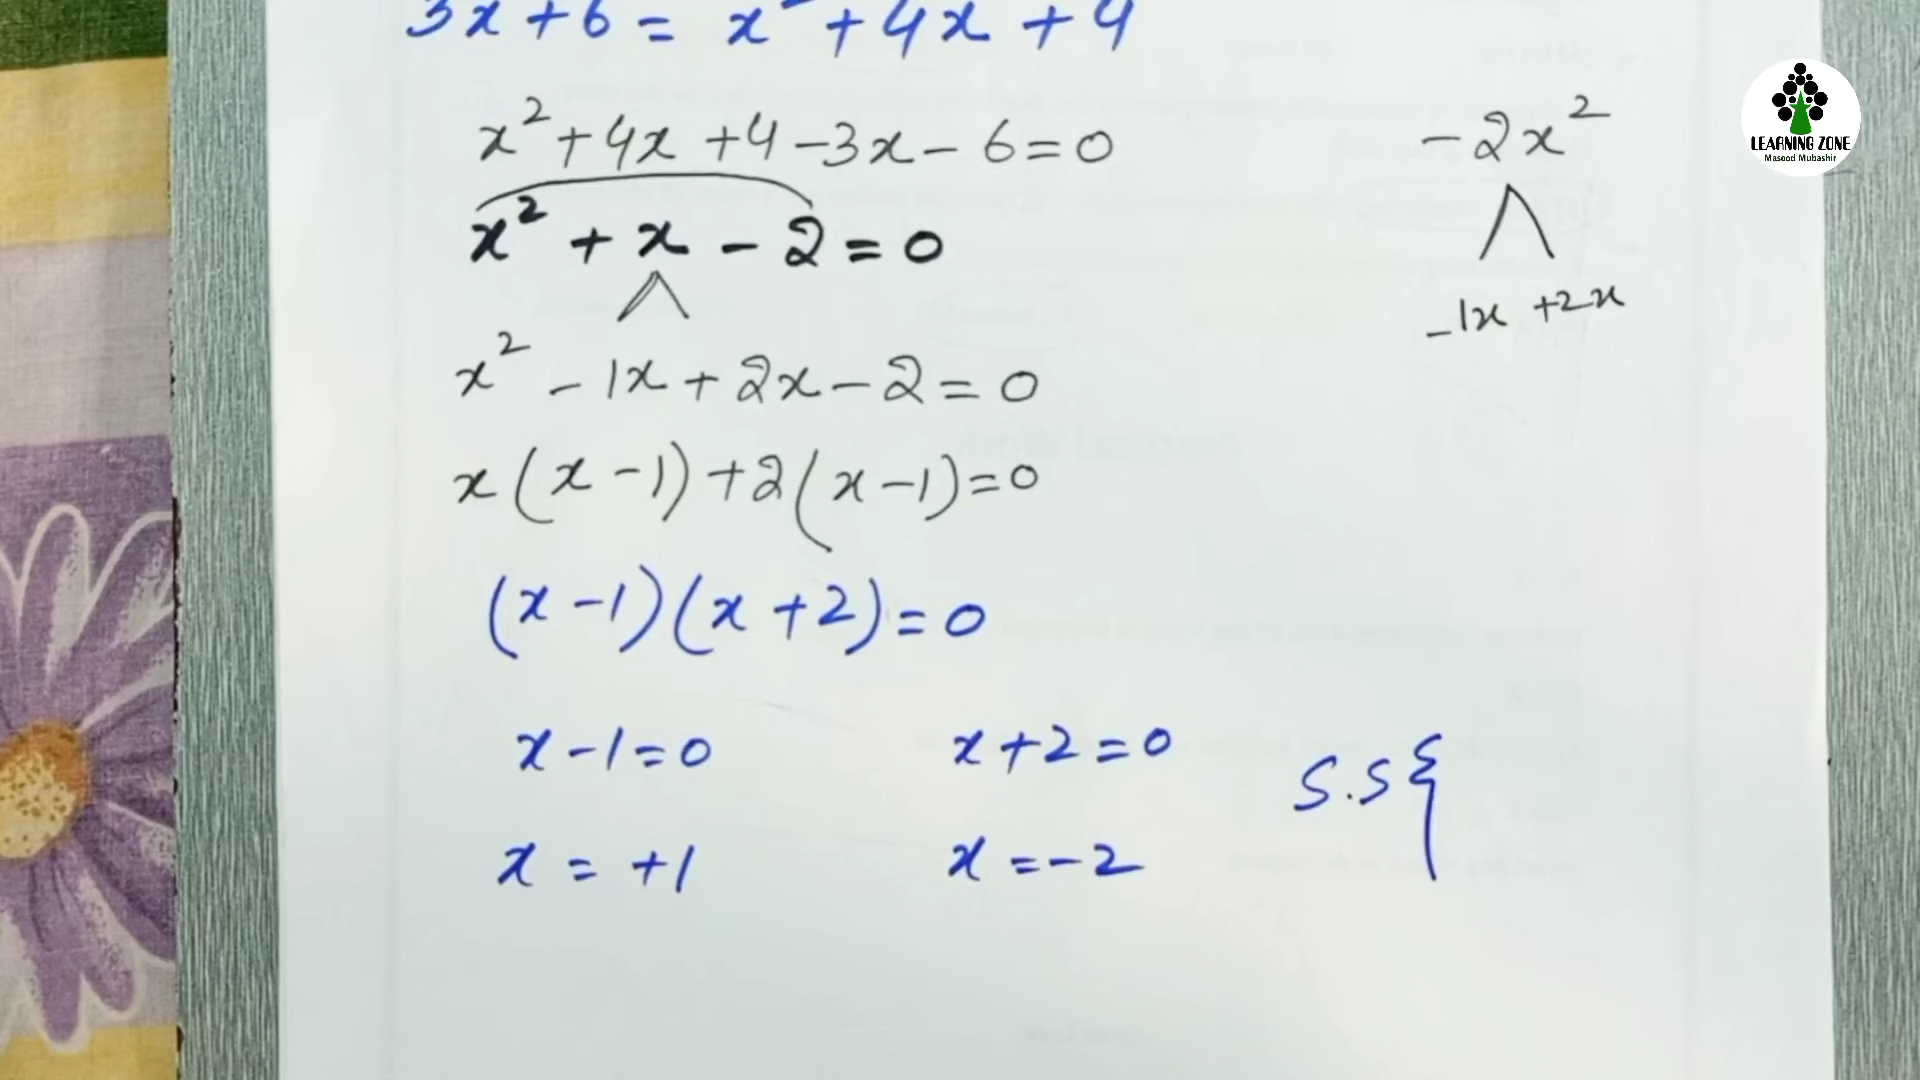 3x + 6 = x² + 4x + 4
x² + 4x + 4 - 3x - 6 = 0
x² + x - 2 = 0
x² - 1x + 2x - 2 = 0
x(x - 1) + 2(x - 1) = 0
(x - 1)(x + 2) = 0
x - 1 = 0
x + 2 = 0
x = +1
x = -2
S.S {
-2x²
-1x +2x
LEARNING ZONE
Masood Mubashir